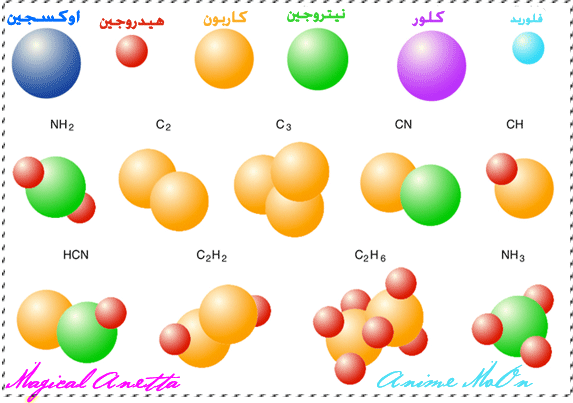 اوكسجين هيدروجين كاربون نيتروجين كلور فلوريد
NH₂ C₂ C₃ CN CH
HCN C₂H₂ C₂H₆ NH₃
Magical Anetta Anime MoOn